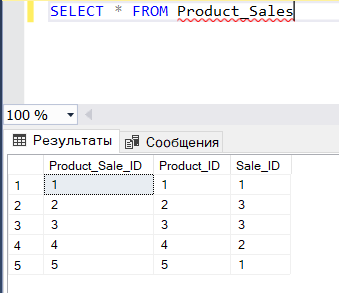 SELECT * FROM Product_Sales
100 %
Результаты Сообщения
Product_Sale_ID Product_ID Sale_ID
1 1 1 1
2 2 2 3
3 3 3 3
4 4 4 2
5 5 5 1